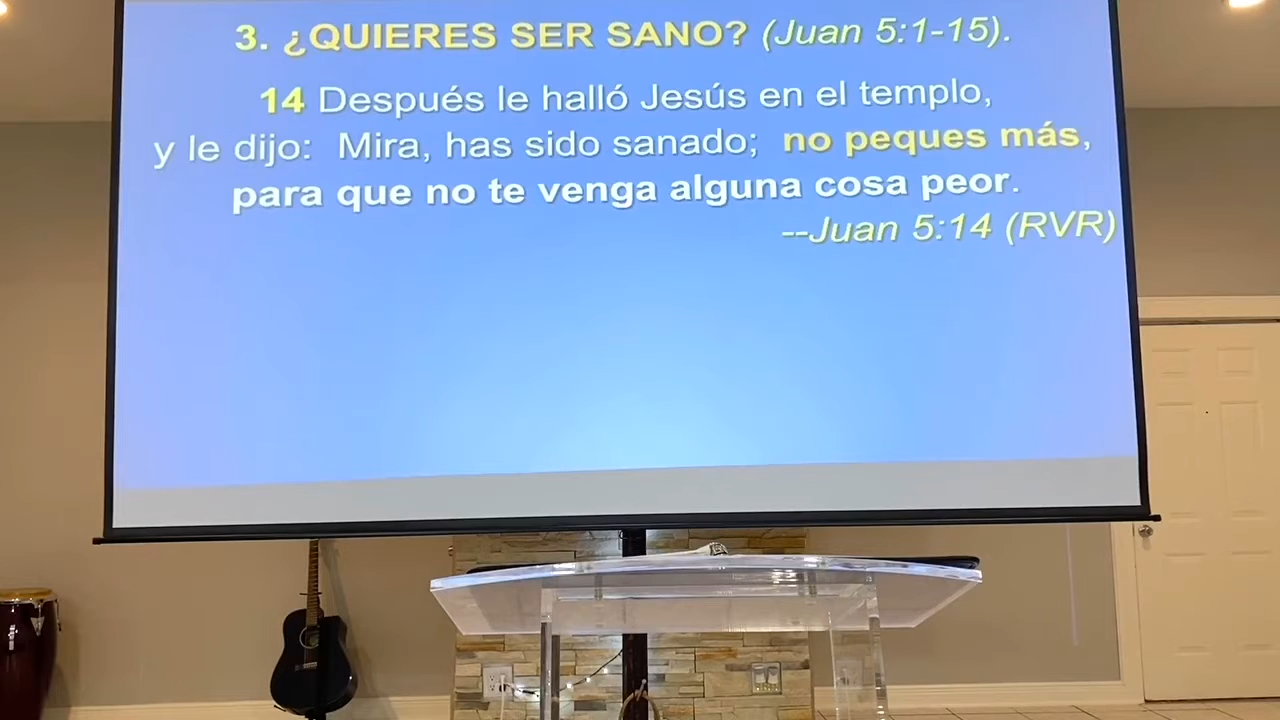 3. ¿QUIERES SER SANO? (Juan 5:1-15).
14 Después le halló Jesús en el templo,
y le dijo: Mira, has sido sanado; no peques más,
para que no te venga alguna cosa peor.
--Juan 5:14 (RVR)